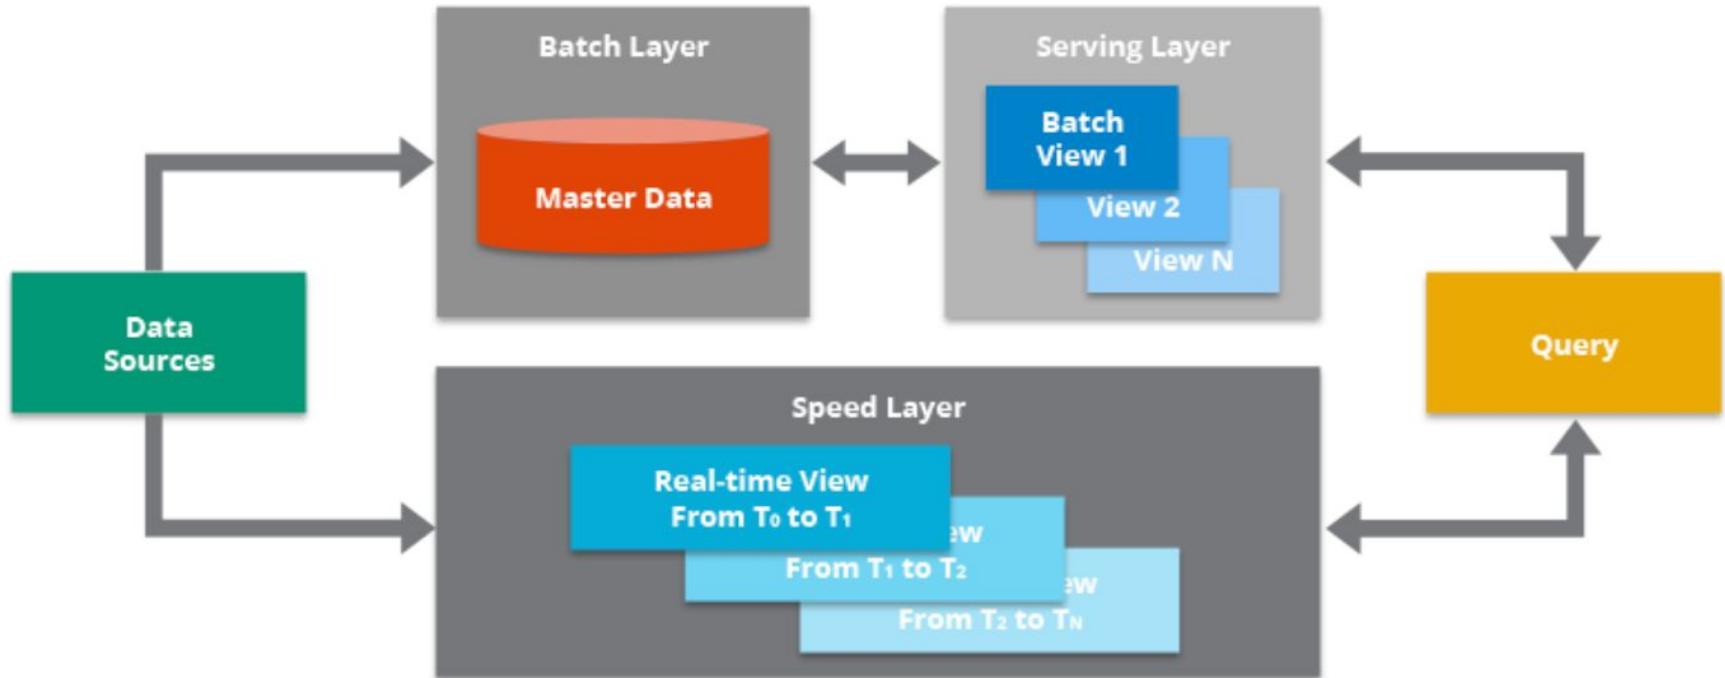 Batch Layer
Master Data
Serving Layer
Batch
View 1
View 2
View N
Data
Sources
Query
Speed Layer
Real-time View
From T₀ to T₁
From T₁ to T₂
From T₂ to Tₙ